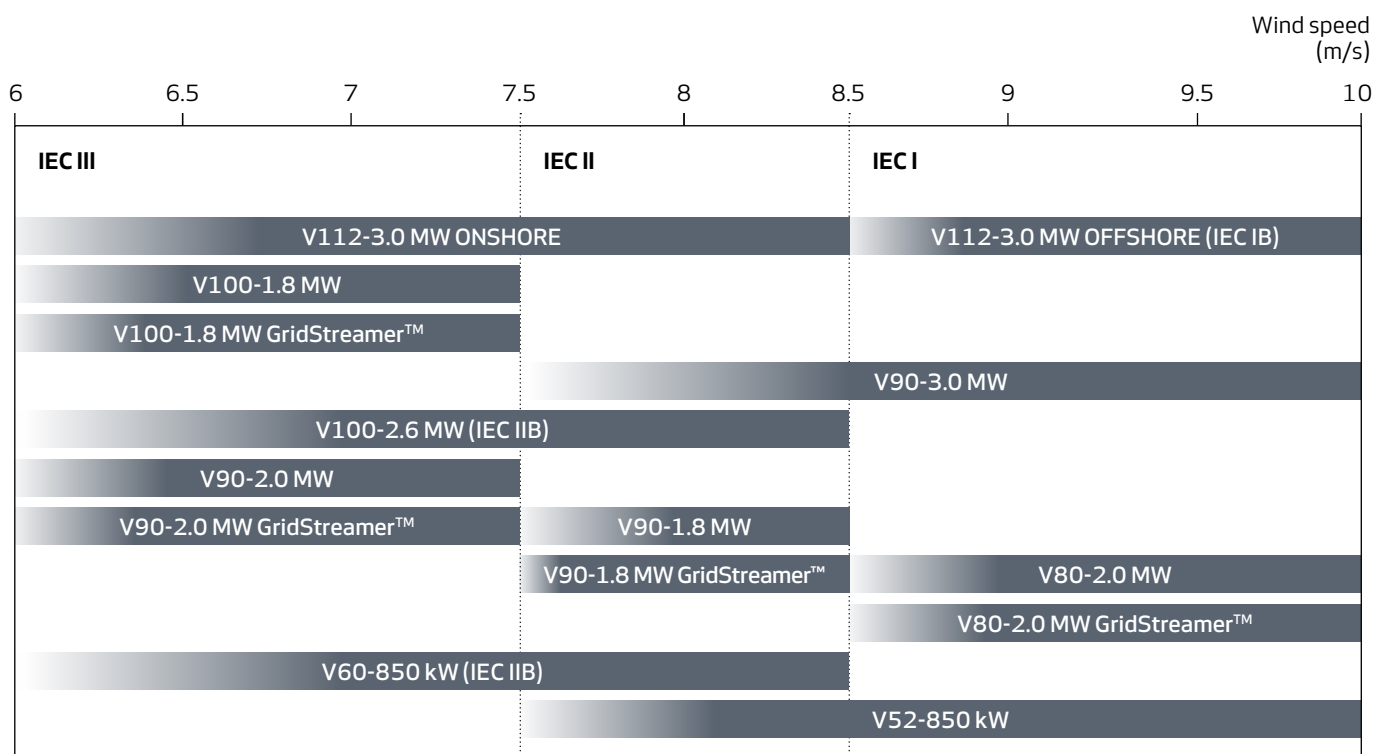 Wind speed
(m/s)
6 6.5 7 7.5 8 8.5 9 9.5 10
IEC III IEC II IEC I
V112-3.0 MW ONSHORE V112-3.0 MW OFFSHORE (IEC IB)
V100-1.8 MW
V100-1.8 MW GridStreamer™
V90-3.0 MW
V100-2.6 MW (IEC IIB)
V90-2.0 MW
V90-2.0 MW GridStreamer™ V90-1.8 MW
V90-1.8 MW GridStreamer™ V80-2.0 MW
V80-2.0 MW GridStreamer™
V60-850 kW (IEC IIB)
V52-850 kW